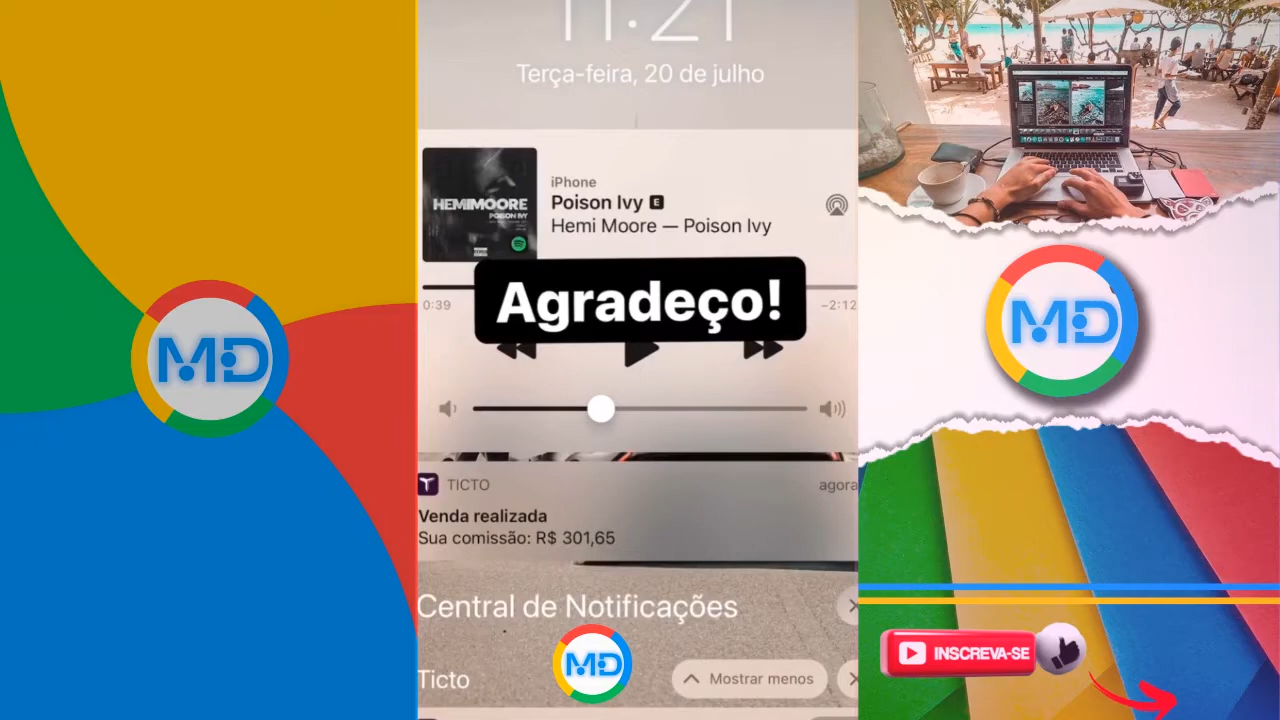 MD
11:21
Terça-feira, 20 de julho
HEMIMOORE
POISON IVY
iPhone
Poison Ivy E
Hemi Moore — Poison Ivy
0:39
−2:12
Agradeço!
TICTO
agora
Venda realizada
Sua comissão: R$ 301,65
Central de Notificações
MD
Ticto
Mostrar menos
MD
INSCREVA-SE